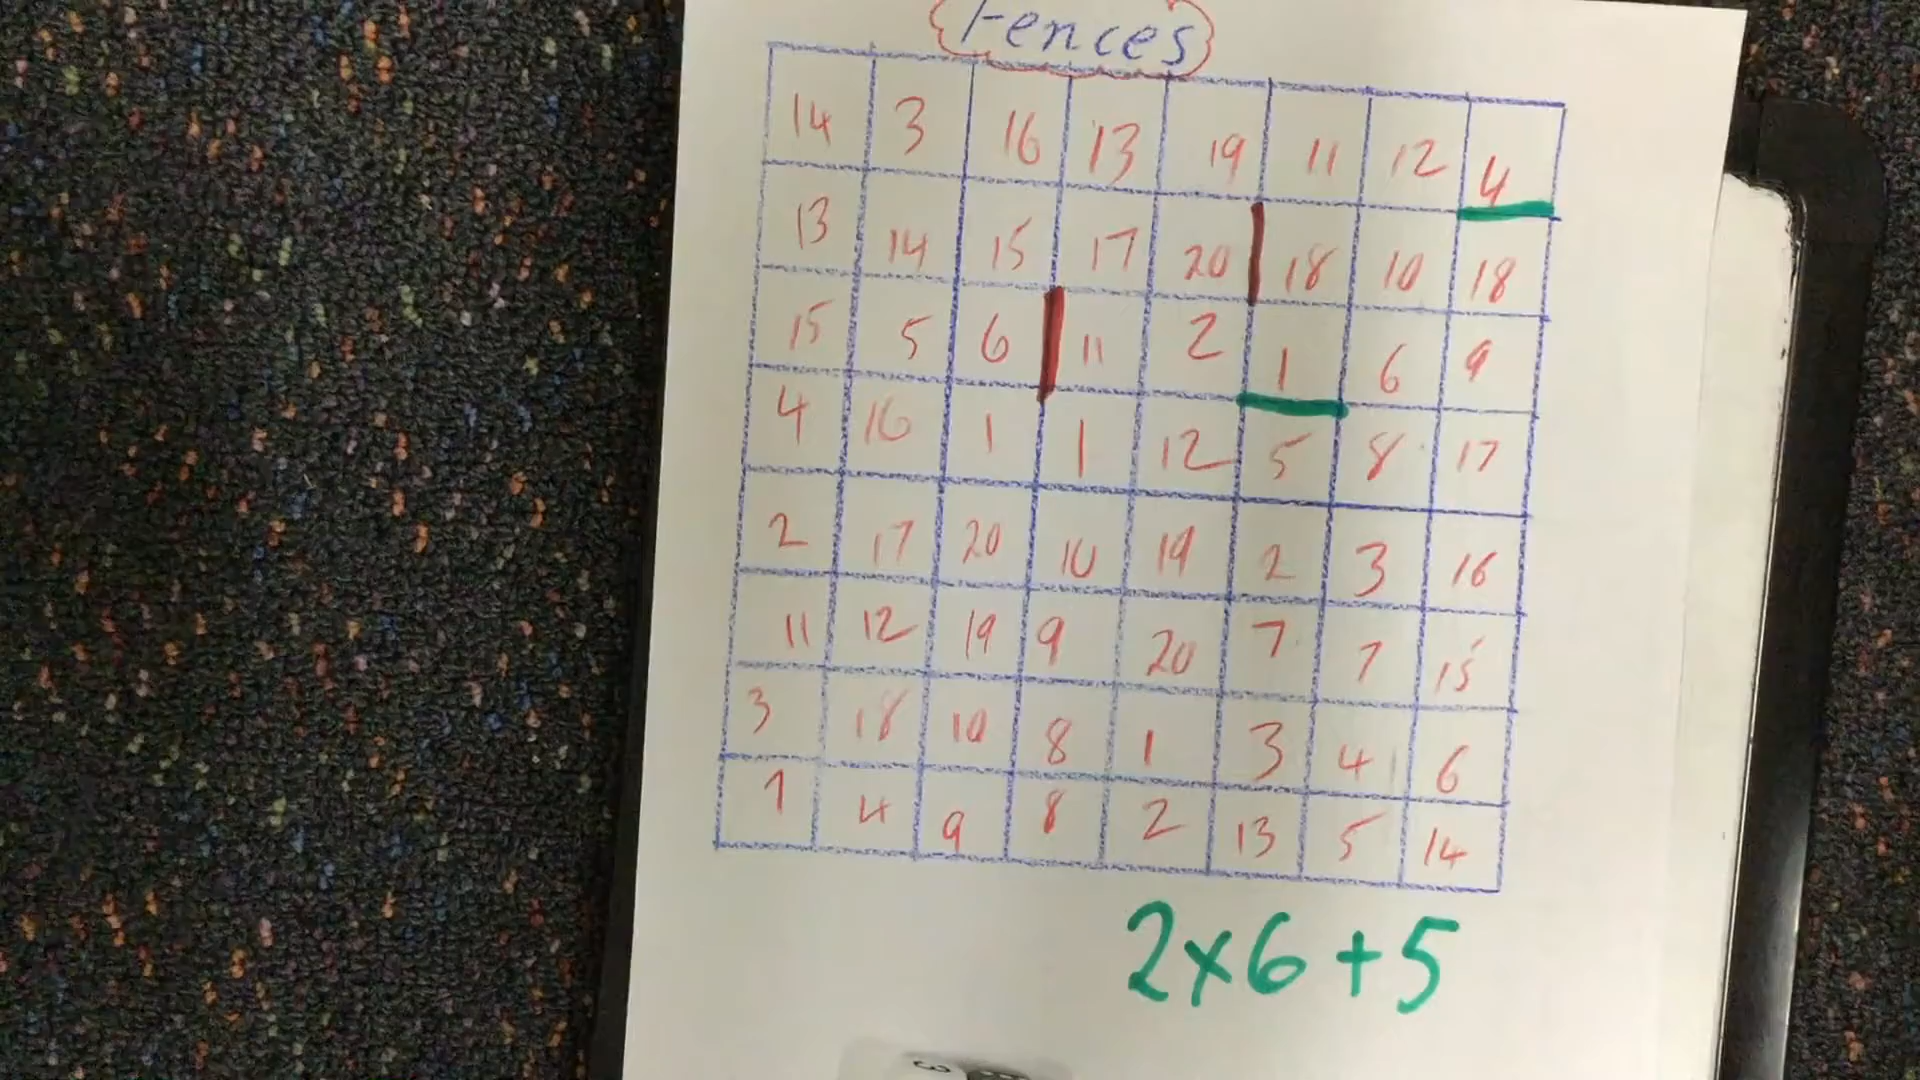 Fences
14 3 16 13 19 11 12 4
13 14 15 17 20 18 10 18
15 5 6 11 2 1 6 9
4 16 1 1 12 5 8 17
2 17 20 10 19 2 3 16
11 12 19 9 20 7 7 15
3 18 10 8 1 3 4 6
7 4 9 8 2 13 5 14
2x6+5
3